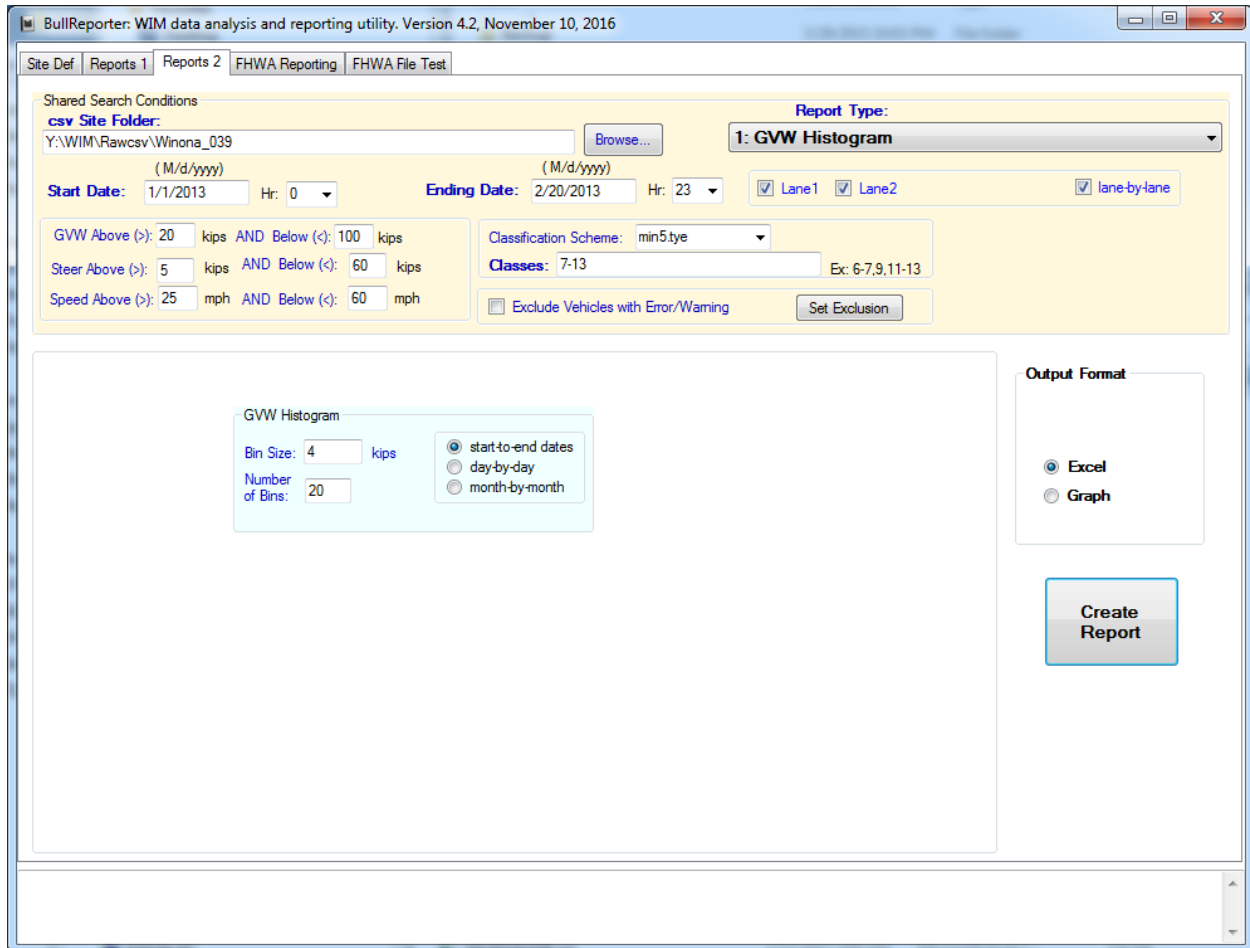 BullReporter: WIM data analysis and reporting utility. Version 4.2, November 10, 2016
Site Def Reports 1 Reports 2 FHWA Reporting FHWA File Test
Shared Search Conditions
csv Site Folder:
Report Type:
Y:\WIM\Rawcsv\Winona_039 Browse... 1: GVW Histogram
( M/d/yyyy) ( M/d/yyyy)
Start Date: 1/1/2013 Hr: 0 Ending Date: 2/20/2013 Hr: 23 Lane1 Lane2 lane-by-lane
GVW Above (>): 20 kips AND Below (<): 100 kips
Steer Above (>): 5 kips AND Below (<): 60 kips
Speed Above (>): 25 mph AND Below (<): 60 mph
Classification Scheme: min5.tye
Classes: 7-13 Ex: 6-7,9,11-13
Exclude Vehicles with Error/Warning Set Exclusion
GVW Histogram
Bin Size: 4 kips
Number
of Bins: 20
start-to-end dates
day-by-day
month-by-month
Output Format
Excel
Graph
Create
Report